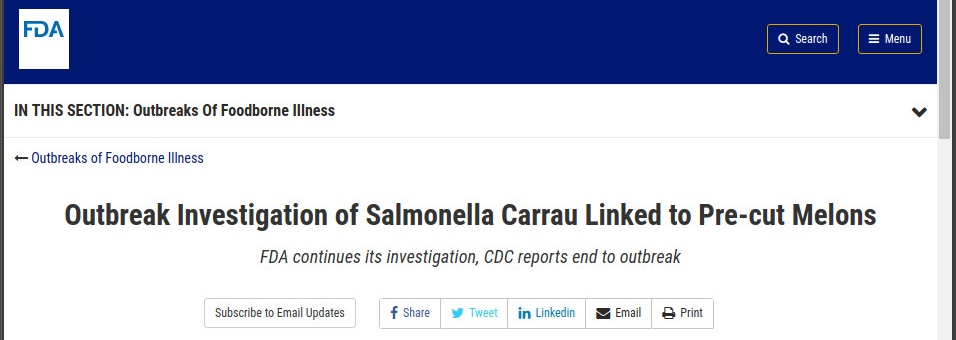 FDA
Search
Menu
IN THIS SECTION: Outbreaks Of Foodborne Illness
Outbreaks of Foodborne Illness
Outbreak Investigation of Salmonella Carrau Linked to Pre-cut Melons
FDA continues its investigation, CDC reports end to outbreak
Subscribe to Email Updates
Share
Tweet
Linkedin
Email
Print